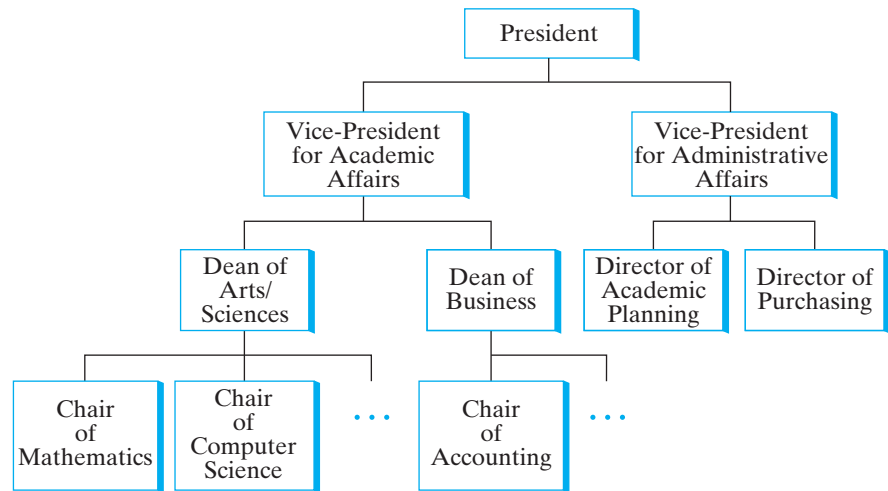 President
Vice-President
for Academic
Affairs
Vice-President
for Administrative
Affairs
Dean of
Arts/
Sciences
Dean of
Business
Director of
Academic
Planning
Director of
Purchasing
Chair
of
Mathematics
Chair
of
Computer
Science
...
Chair
of
Accounting
...